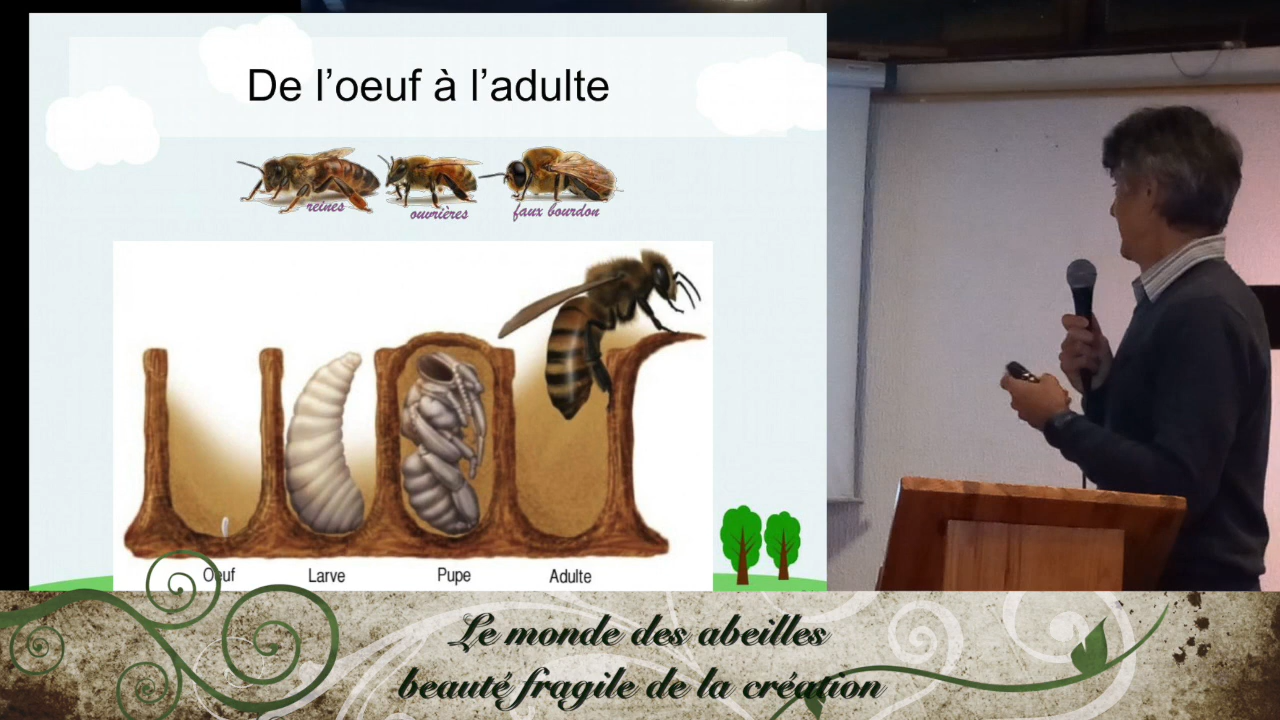 De l'oeuf à l'adulte
reines
ouvrières
faux bourdon
Oeuf
Larve
Pupe
Adulte
Le monde des abeilles
beauté fragile de la création